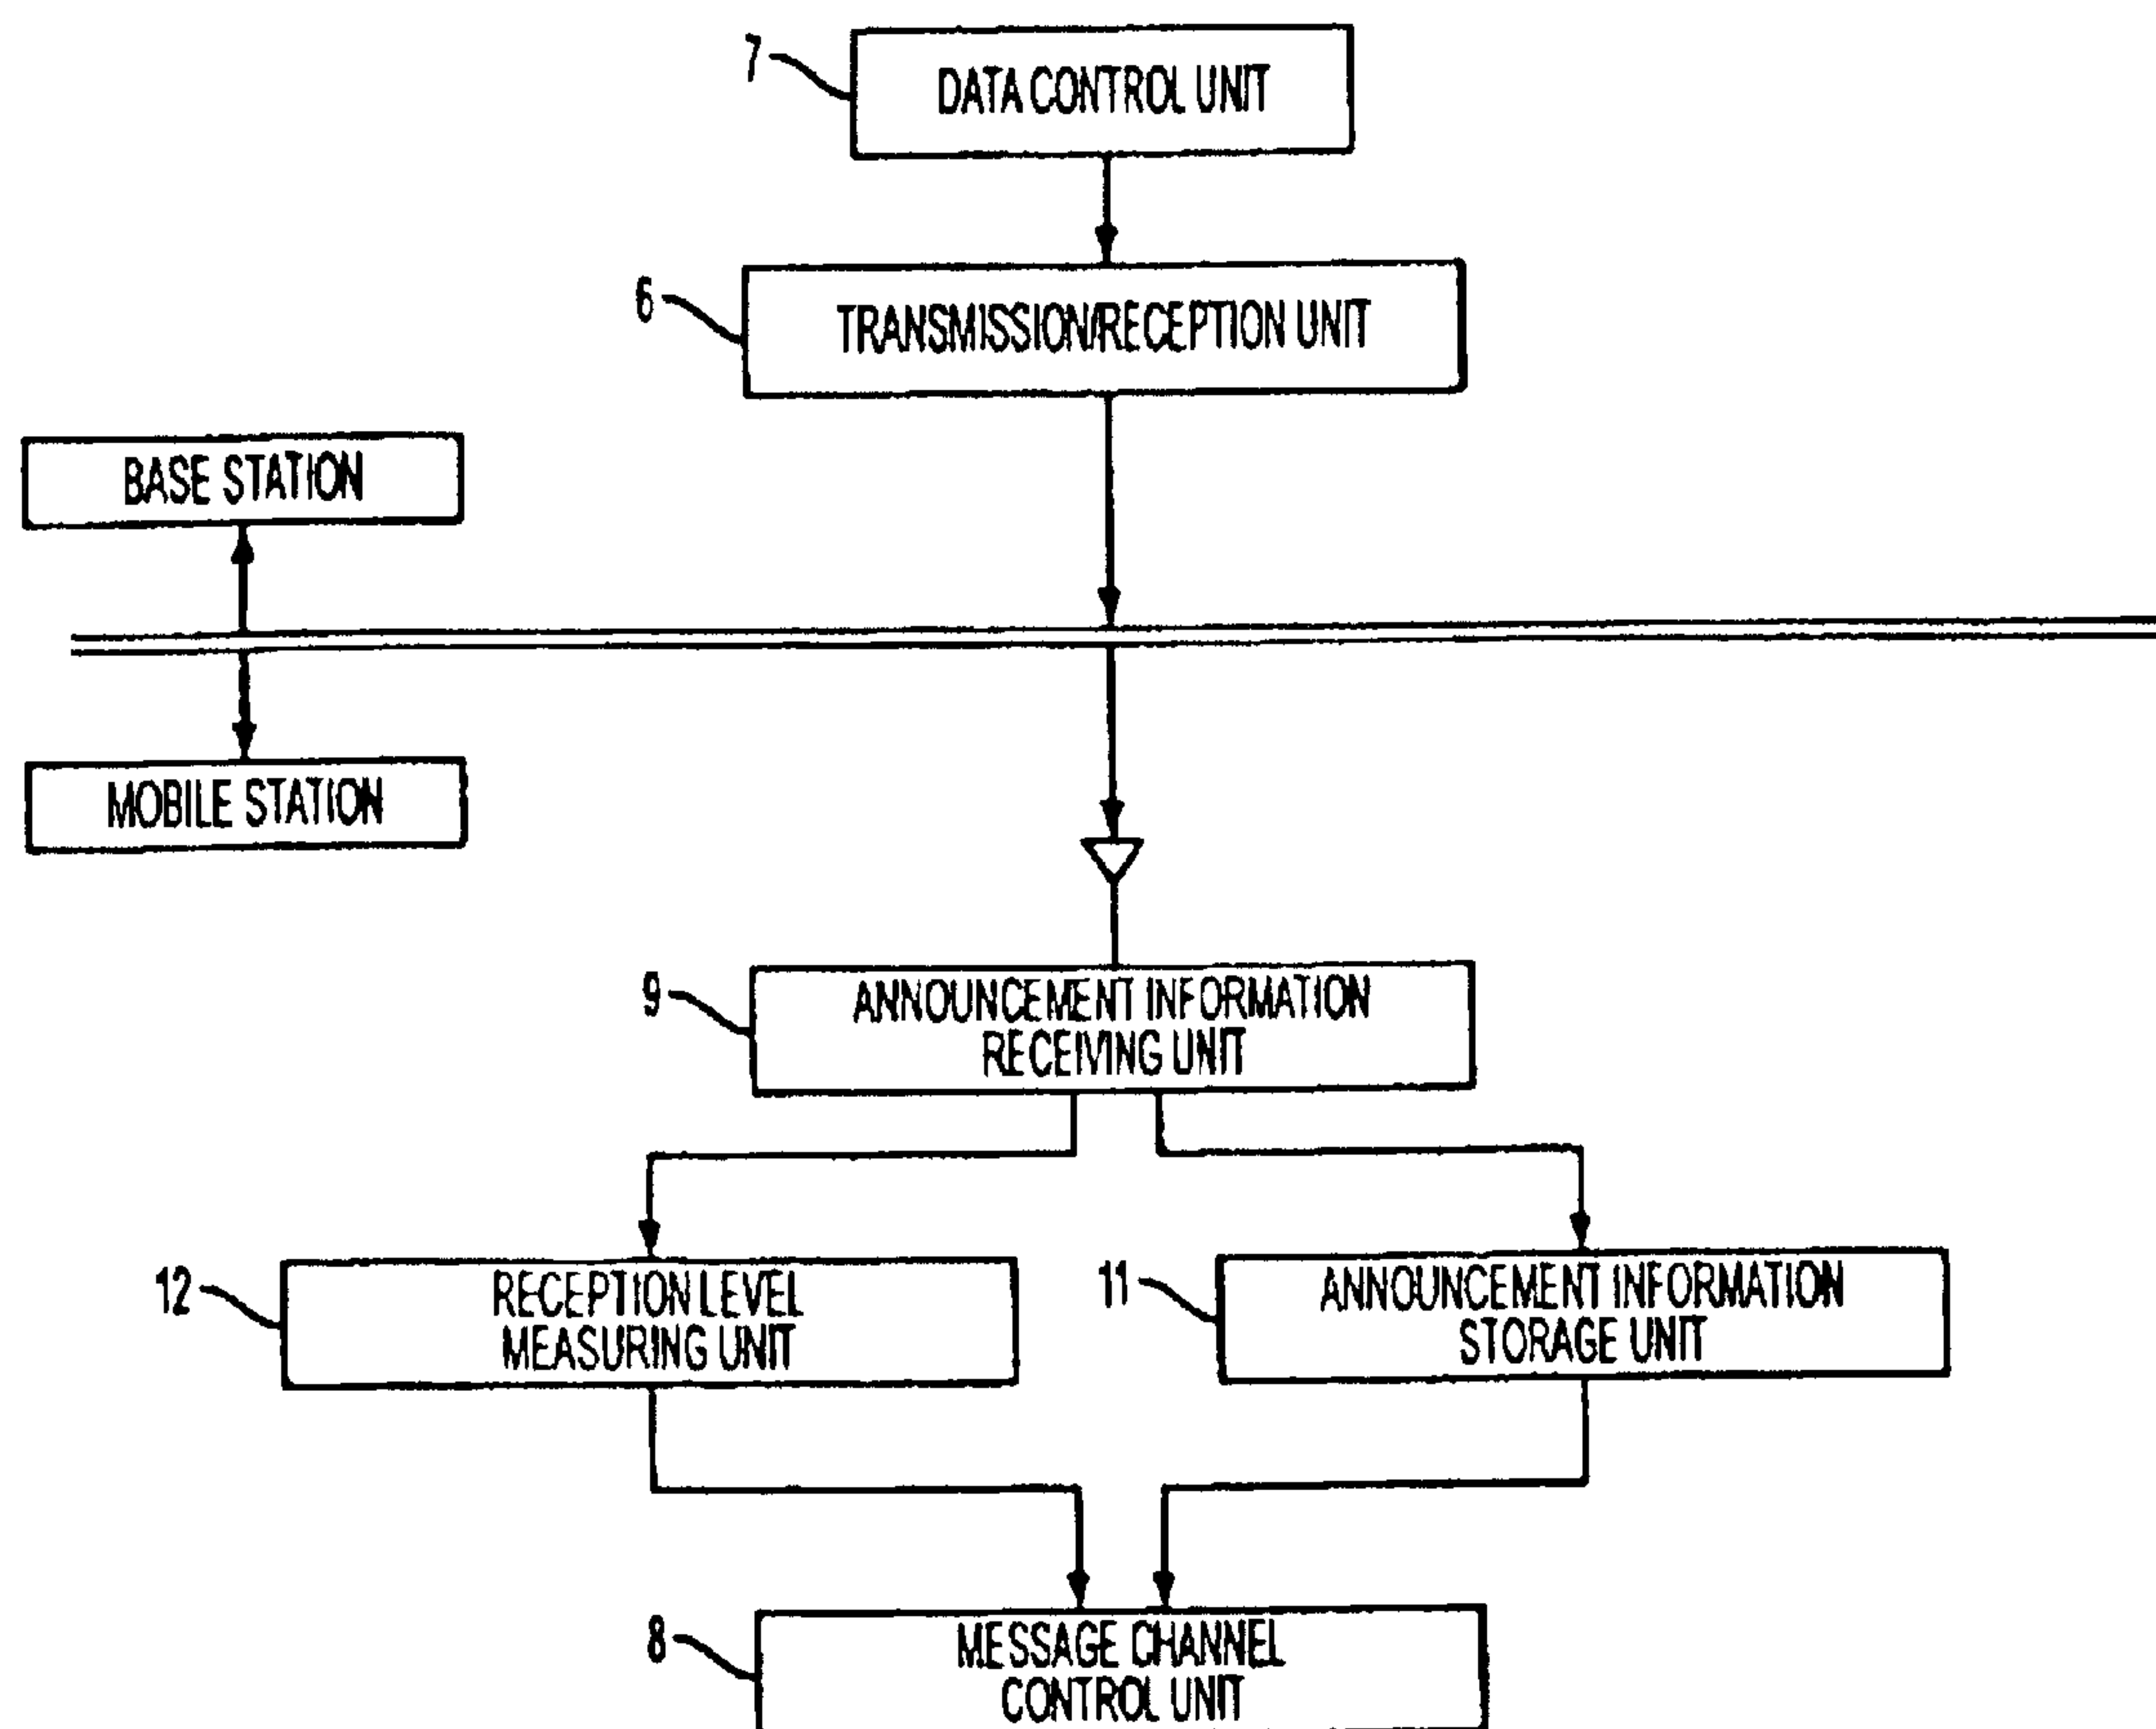 7
DATA CONTROL UNIT
6
TRANSMISSION/RECEPTION UNIT
BASE STATION
MOBILE STATION
9
ANNOUNCEMENT INFORMATION
RECEIVING UNIT
12
RECEPTION LEVEL
MEASURING UNIT
11
ANNOUNCEMENT INFORMATION
STORAGE UNIT
8
MESSAGE CHANNEL
CONTROL UNIT